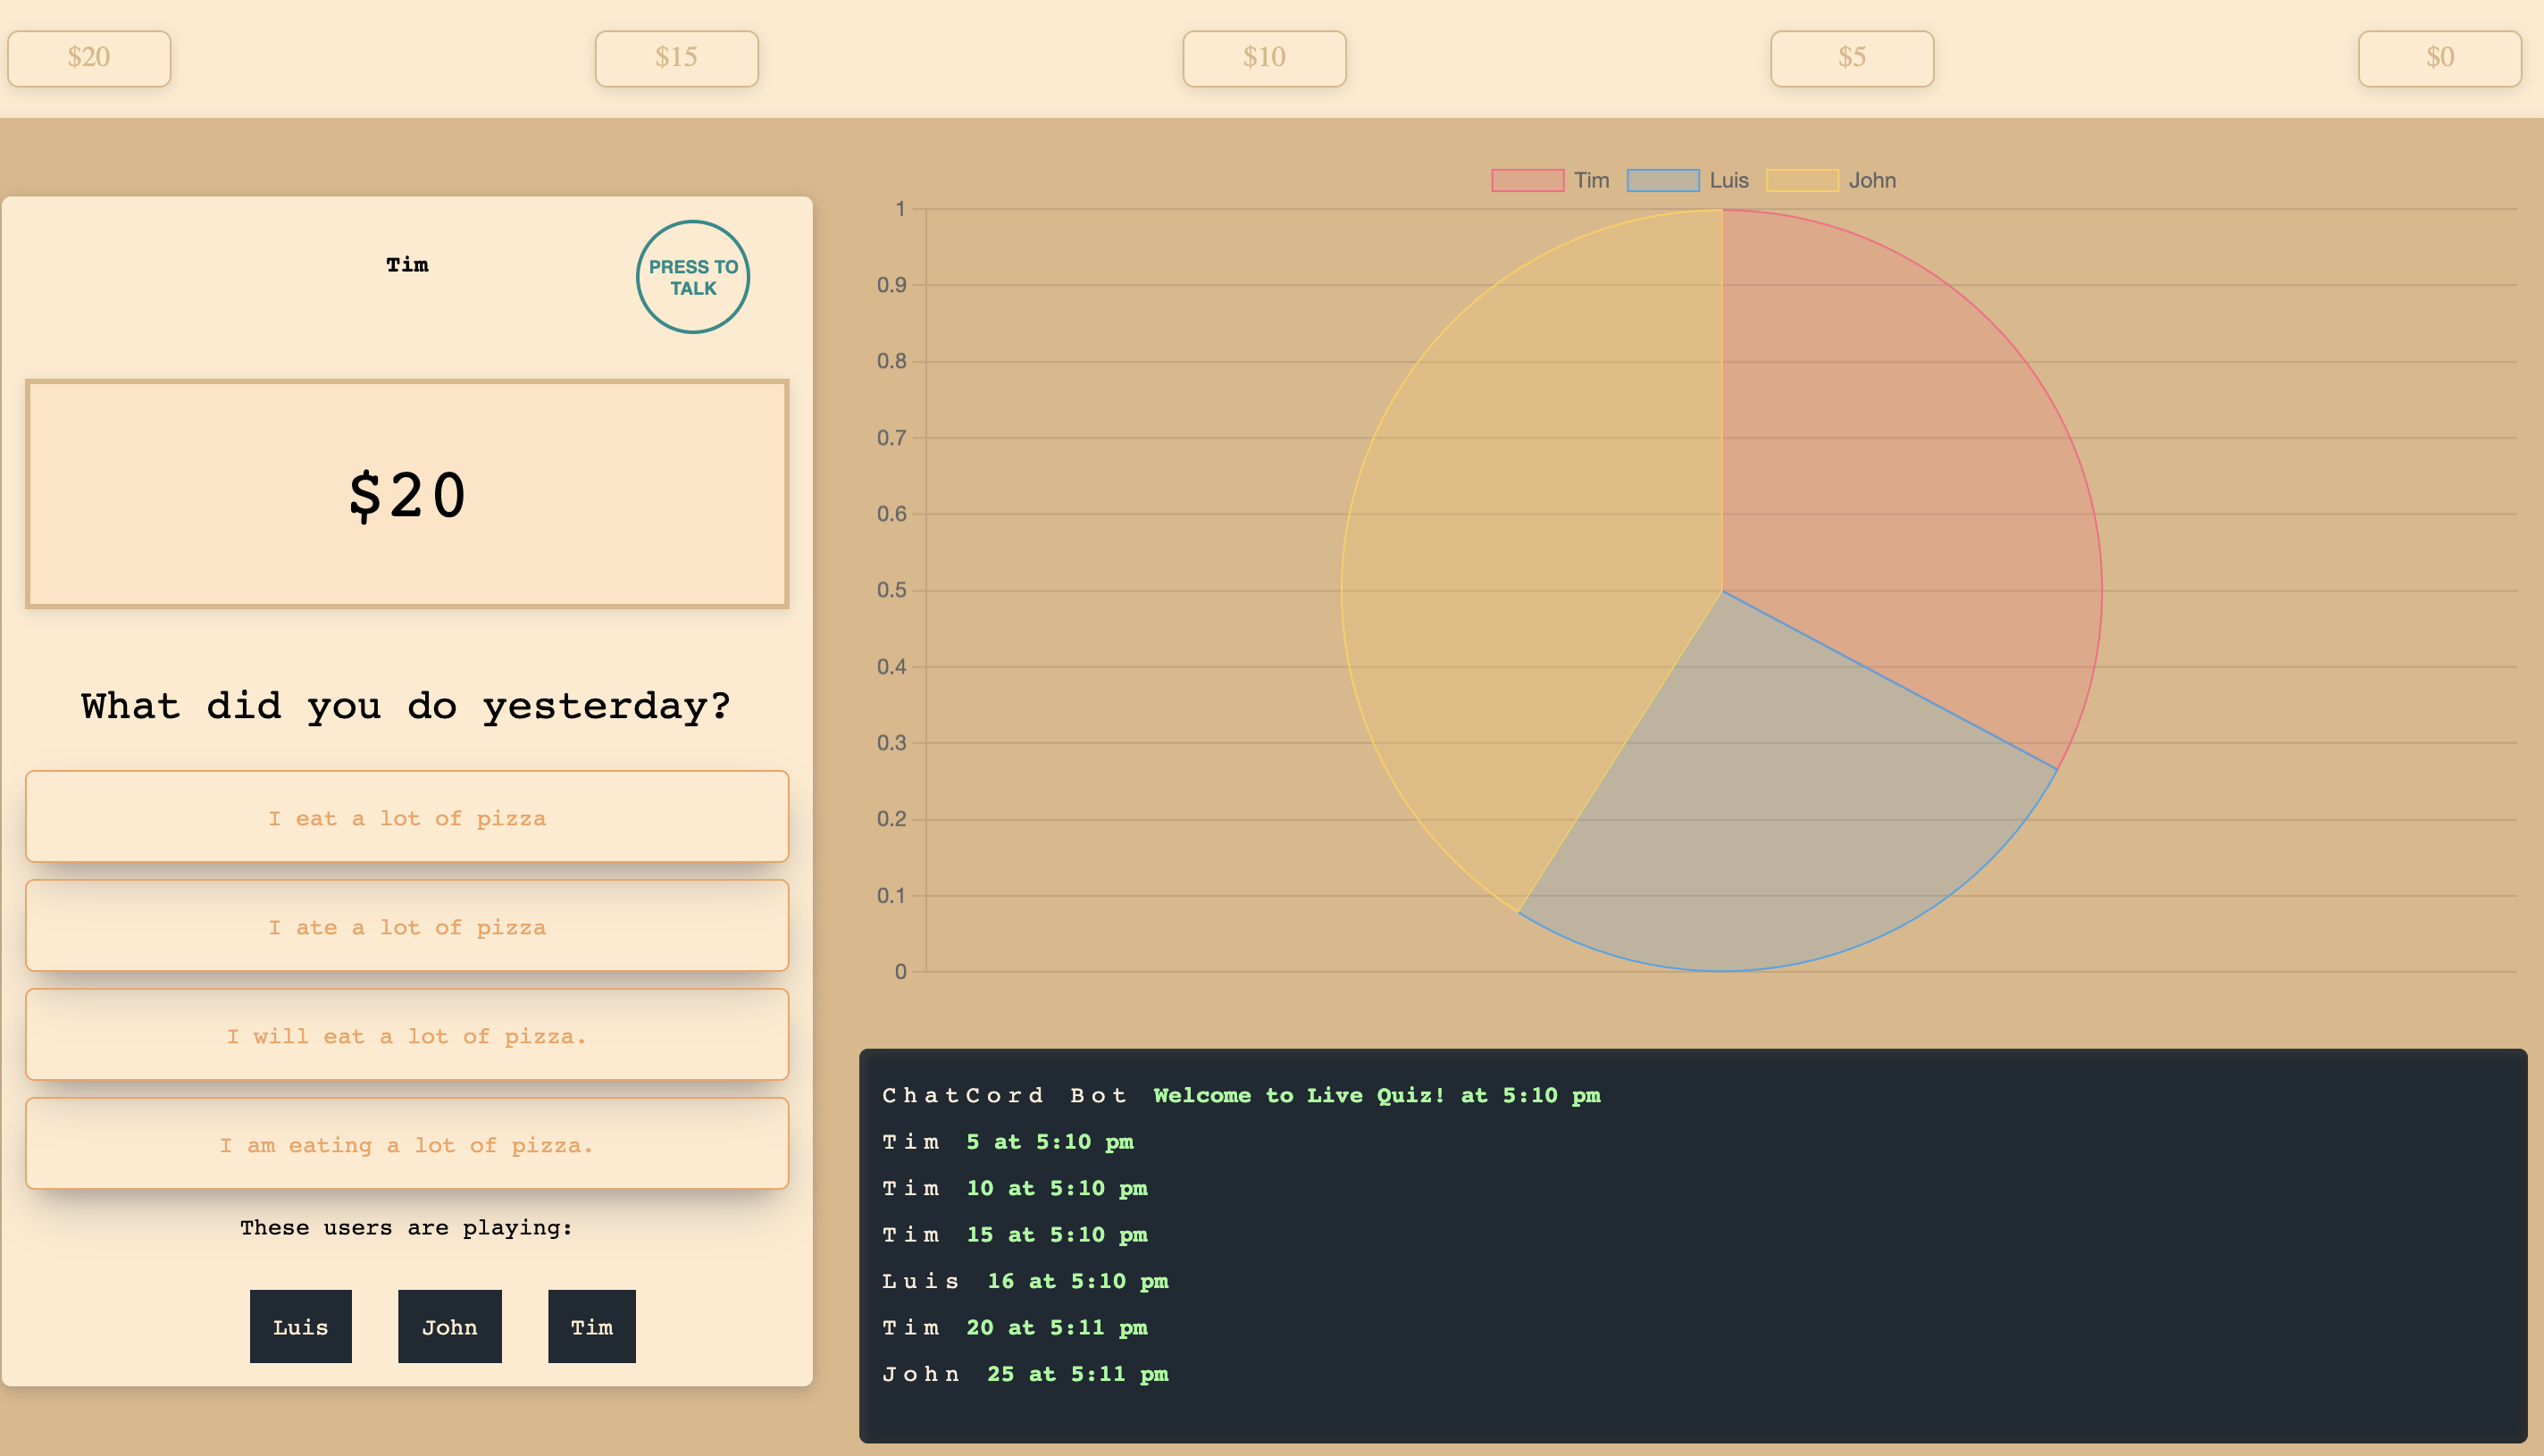 $20 $15 $10 $5 $0
Tim
PRESS TO
TALK
$20
What did you do yesterday?
I eat a lot of pizza
I ate a lot of pizza
I will eat a lot of pizza.
I am eating a lot of pizza.
These users are playing:
Luis John Tim
Tim Luis John
1
0.9
0.8
0.7
0.6
0.5
0.4
0.3
0.2
0.1
0
ChatCord Bot Welcome to Live Quiz! at 5:10 pm
Tim 5 at 5:10 pm
Tim 10 at 5:10 pm
Tim 15 at 5:10 pm
Luis 16 at 5:10 pm
Tim 20 at 5:11 pm
John 25 at 5:11 pm